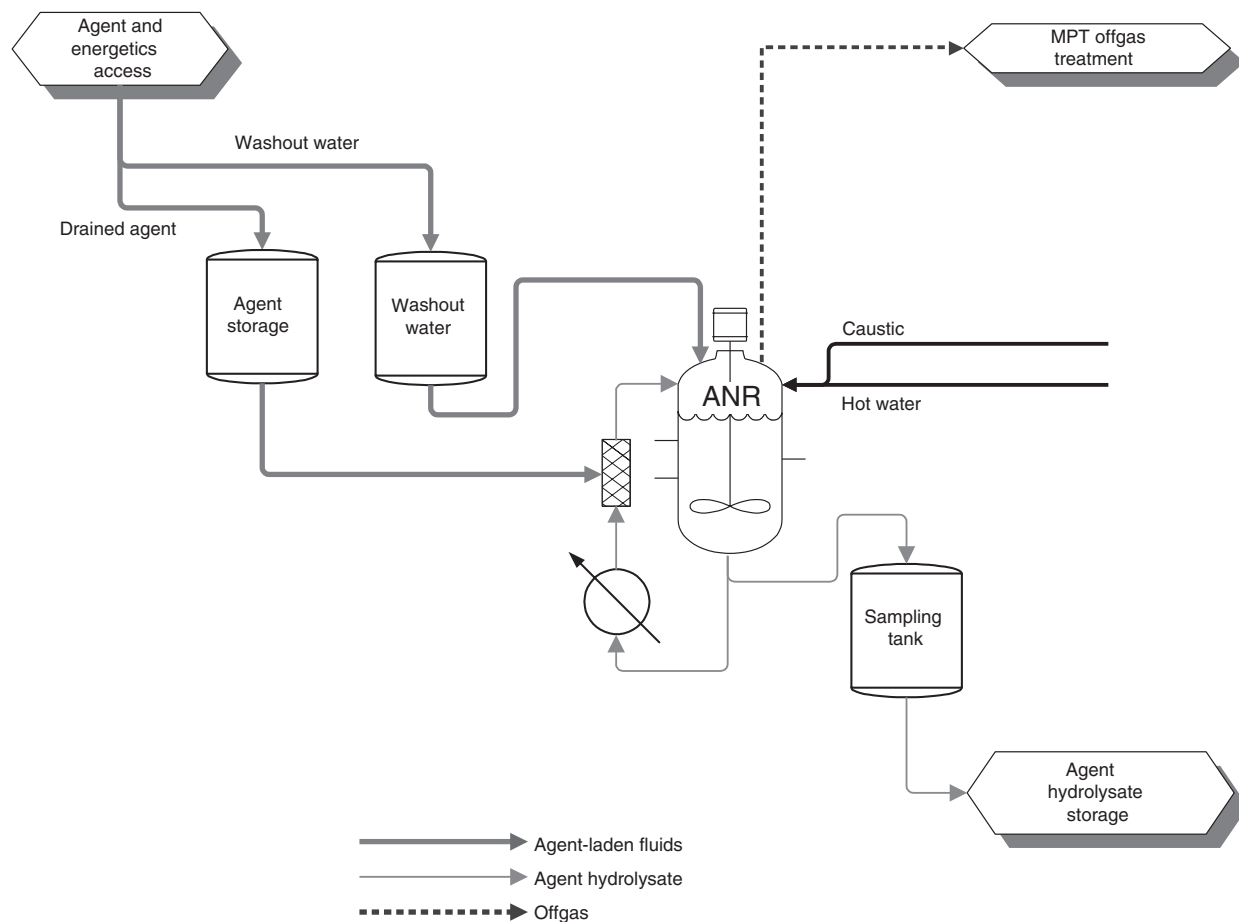 Agent and
energetics
access
MPT offgas
treatment
Washout water
Drained agent
Agent
storage
Washout
water
Caustic
ANR
Hot water
Sampling
tank
Agent
hydrolysate
storage
Agent-laden fluids
Agent hydrolysate
Offgas